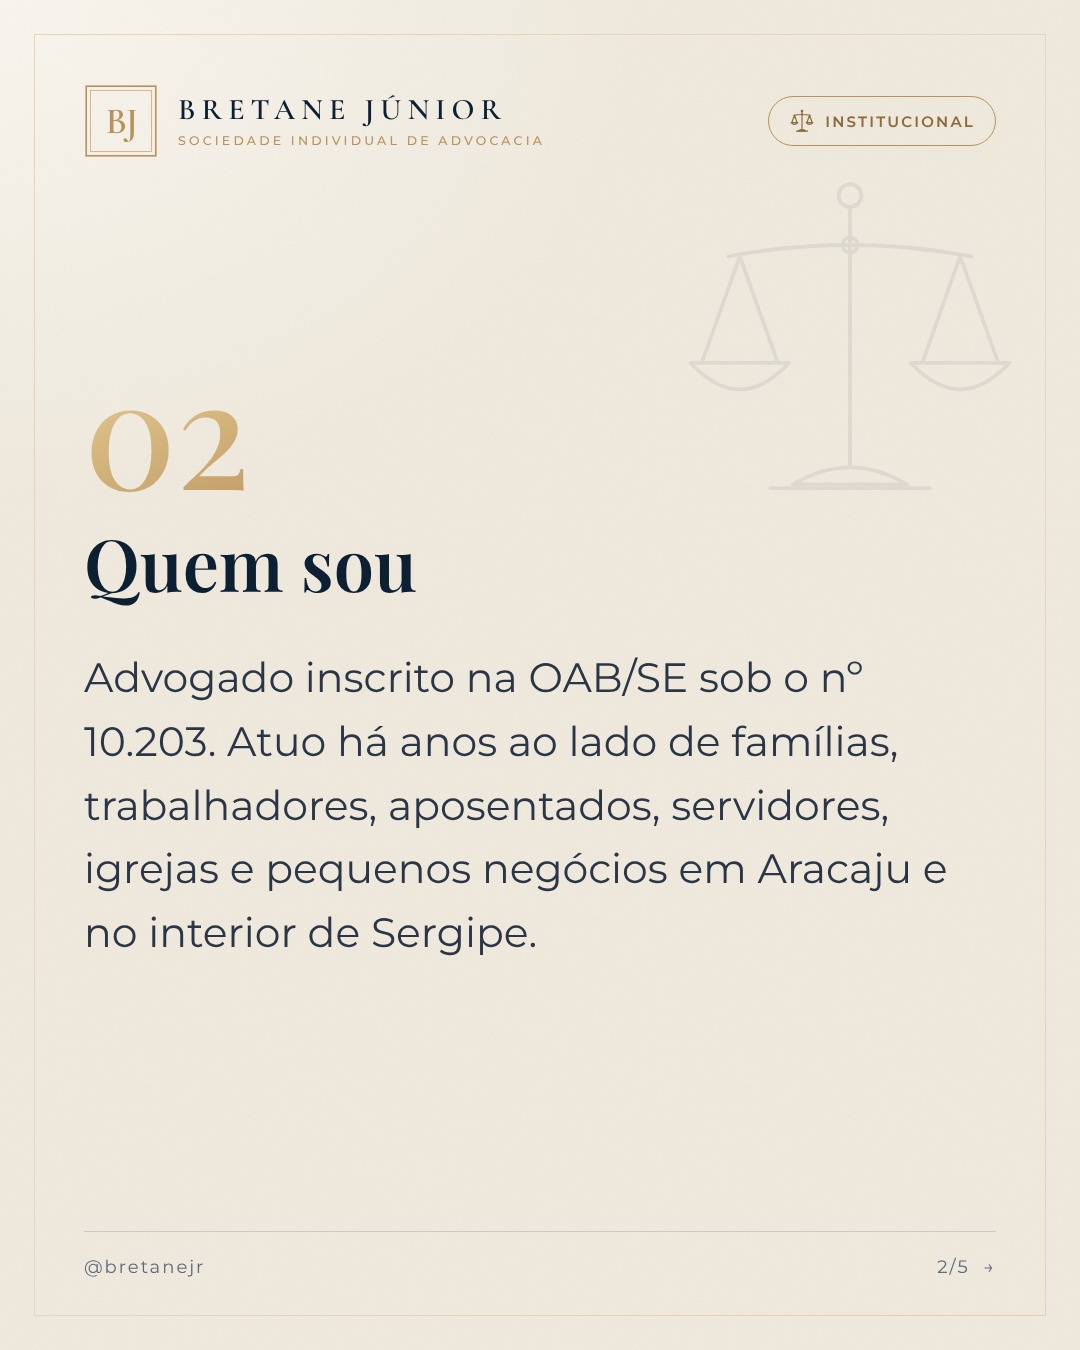 BJ
BRETANE JÚNIOR
SOCIEDADE INDIVIDUAL DE ADVOCACIA
INSTITUCIONAL
02
Quem sou
Advogado inscrito na OAB/SE sob o nº
10.203. Atuo há anos ao lado de famílias,
trabalhadores, aposentados, servidores,
igrejas e pequenos negócios em Aracaju e
no interior de Sergipe.
@bretanejr
2/5 →